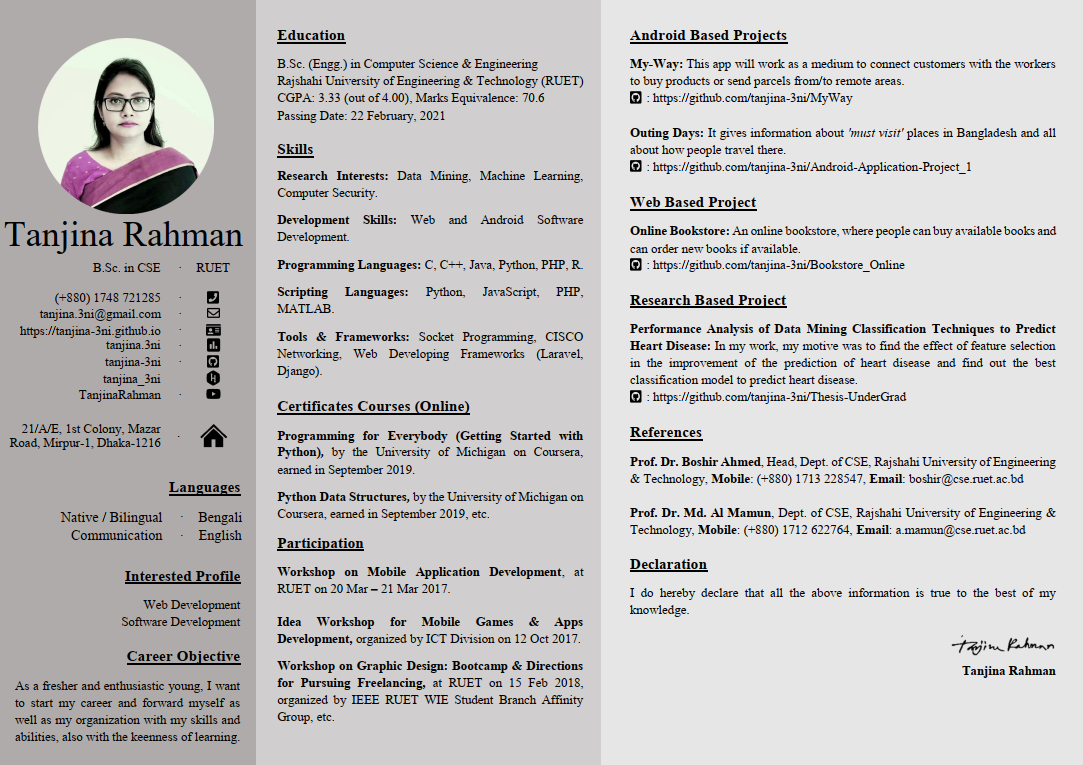 Tanjina Rahman
B.Sc. in CSE · RUET
(+880) 1748 721285 ·
tanjina.3ni@gmail.com ·
https://tanjina-3ni.github.io ·
tanjina.3ni ·
tanjina-3ni ·
tanjina_3ni ·
TanjinaRahman ·
21/A/E, 1st Colony, Mazar
Road, Mirpur-1, Dhaka-1216 ·
Languages
Native / Bilingual · Bengali
Communication · English
Interested Profile
Web Development
Software Development
Career Objective
As a fresher and enthusiastic young, I want
to start my career and forward myself as
well as my organization with my skills and
abilities, also with the keenness of learning.
Education
B.Sc. (Engg.) in Computer Science & Engineering
Rajshahi University of Engineering & Technology (RUET)
CGPA: 3.33 (out of 4.00), Marks Equivalence: 70.6
Passing Date: 22 February, 2021
Skills
Research Interests: Data Mining, Machine Learning,
Computer Security.
Development Skills: Web and Android Software
Development.
Programming Languages: C, C++, Java, Python, PHP, R.
Scripting Languages: Python, JavaScript, PHP,
MATLAB.
Tools & Frameworks: Socket Programming, CISCO
Networking, Web Developing Frameworks (Laravel,
Django).
Certificates Courses (Online)
Programming for Everybody (Getting Started with
Python), by the University of Michigan on Coursera,
earned in September 2019.
Python Data Structures, by the University of Michigan on
Coursera, earned in September 2019, etc.
Participation
Workshop on Mobile Application Development, at
RUET on 20 Mar – 21 Mar 2017.
Idea Workshop for Mobile Games & Apps
Development, organized by ICT Division on 12 Oct 2017.
Workshop on Graphic Design: Bootcamp & Directions
for Pursuing Freelancing, at RUET on 15 Feb 2018,
organized by IEEE RUET WIE Student Branch Affinity
Group, etc.
Android Based Projects
My-Way: This app will work as a medium to connect customers with the workers
to buy products or send parcels from/to remote areas.
: https://github.com/tanjina-3ni/MyWay
Outing Days: It gives information about 'must visit' places in Bangladesh and all
about how people travel there.
: https://github.com/tanjina-3ni/Android-Application-Project_1
Web Based Project
Online Bookstore: An online bookstore, where people can buy available books and
can order new books if available.
: https://github.com/tanjina-3ni/Bookstore_Online
Research Based Project
Performance Analysis of Data Mining Classification Techniques to Predict
Heart Disease: In my work, my motive was to find the effect of feature selection
in the improvement of the prediction of heart disease and find out the best
classification model to predict heart disease.
: https://github.com/tanjina-3ni/Thesis-UnderGrad
References
Prof. Dr. Boshir Ahmed, Head, Dept. of CSE, Rajshahi University of Engineering
& Technology, Mobile: (+880) 1713 228547, Email: boshir@cse.ruet.ac.bd
Prof. Dr. Md. Al Mamun, Dept. of CSE, Rajshahi University of Engineering &
Technology, Mobile: (+880) 1712 622764, Email: a.mamun@cse.ruet.ac.bd
Declaration
I do hereby declare that all the above information is true to the best of my
knowledge.
Tanjina Rahman
Tanjina Rahman